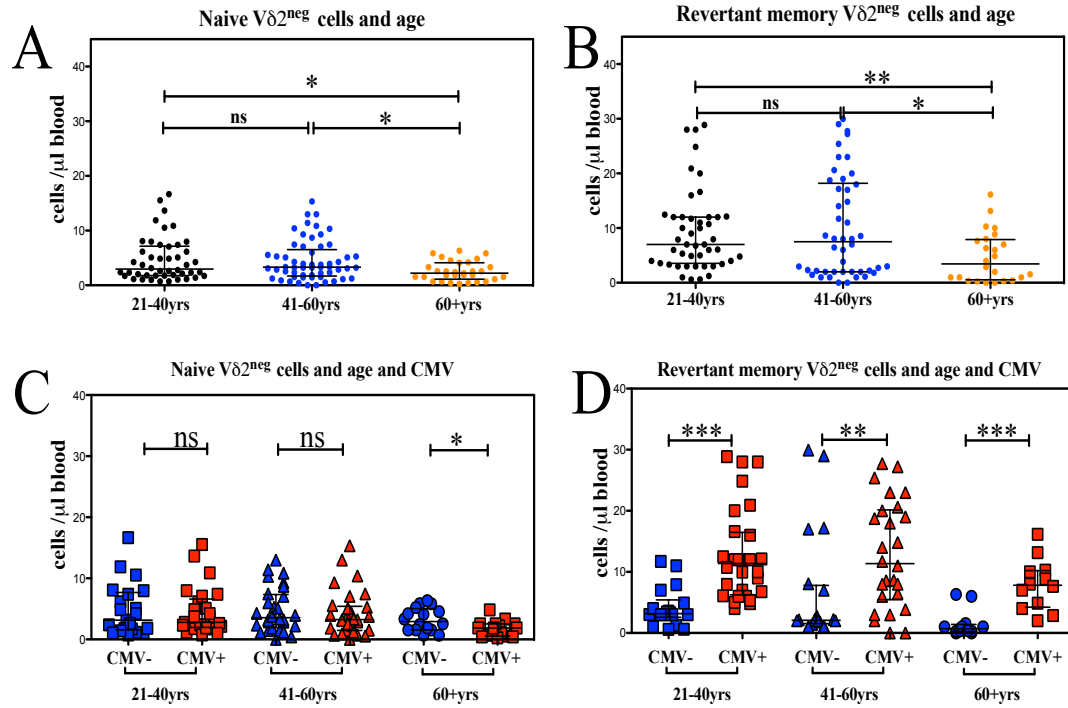 A
Naive Vδ2ⁿᵉᵍ cells and age
cells /µl blood
40
30
20
10
0
*
ns
*
21-40yrs
41-60yrs
60+yrs
B
Revertant memory Vδ2ⁿᵉᵍ cells and age
cells /µl blood
40
30
20
10
0
**
ns
*
21-40yrs
41-60yrs
60+yrs
C
Naive Vδ2ⁿᵉᵍ cells and age and CMV
cells /µl blood
40
30
20
10
0
ns
ns
*
CMV- CMV+ CMV- CMV+ CMV- CMV+
21-40yrs
41-60yrs
60+yrs
D
Revertant memory Vδ2ⁿᵉᵍ cells and age and CMV
cells /µl blood
40
30
20
10
0
***
**
***
CMV- CMV+ CMV- CMV+ CMV- CMV+
21-40yrs
41-60yrs
60+yrs